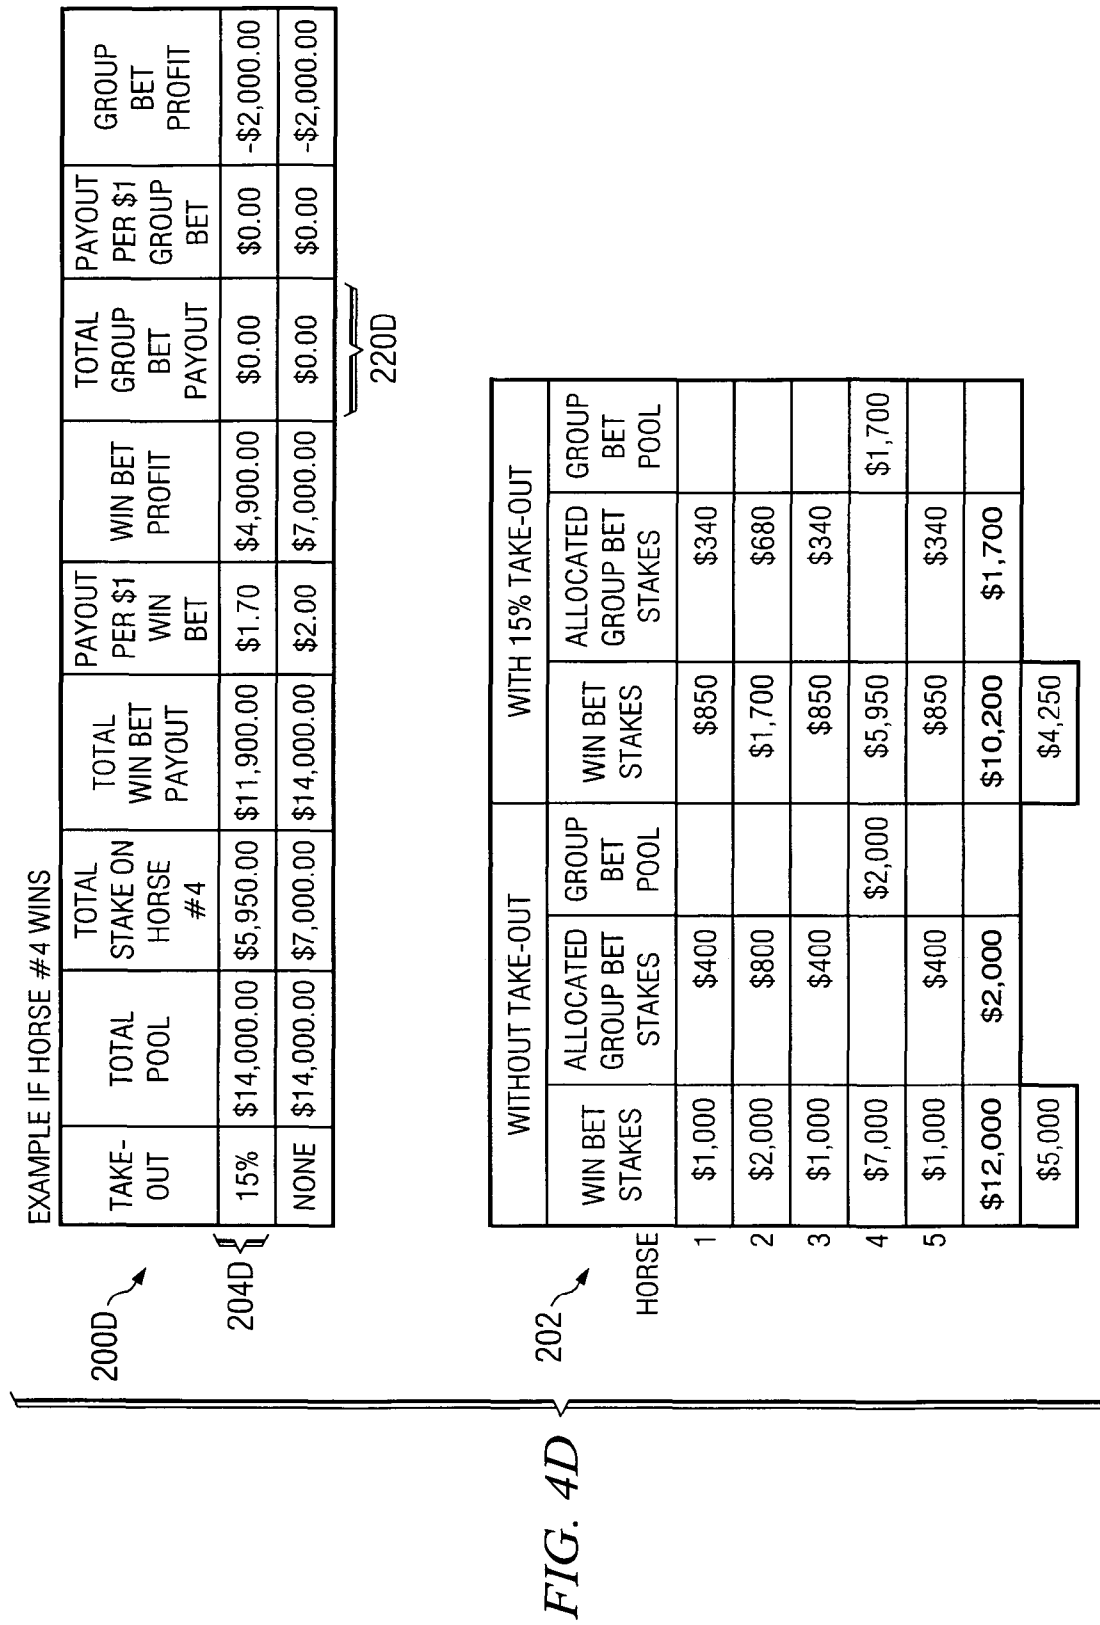 EXAMPLE IF HORSE #4 WINS
TAKE-OUT | TOTAL POOL | TOTAL STAKE ON HORSE #4 | TOTAL WIN BET PAYOUT | PAYOUT PER $1 WIN BET | WIN BET PROFIT | TOTAL GROUP BET PAYOUT | PAYOUT PER $1 GROUP BET | GROUP BET PROFIT
15% | $14,000.00 | $5,950.00 | $11,900.00 | $1.70 | $4,900.00 | $0.00 | $0.00 | -$2,000.00
NONE | $14,000.00 | $7,000.00 | $14,000.00 | $2.00 | $7,000.00 | $0.00 | $0.00 | -$2,000.00
200D
204D
220D
202
WITHOUT TAKE-OUT | WITH 15% TAKE-OUT
HORSE | WIN BET STAKES | ALLOCATED GROUP BET STAKES | GROUP BET POOL | WIN BET STAKES | ALLOCATED GROUP BET STAKES | GROUP BET POOL
1 | $1,000 | $400 | | $850 | $340 |
2 | $2,000 | $800 | | $1,700 | $680 |
3 | $1,000 | $400 | | $850 | $340 |
4 | $7,000 | | $2,000 | $5,950 | | $1,700
5 | $1,000 | $400 | | $850 | $340 |
$12,000 | $2,000 | | $10,200 | $1,700 |
$5,000 | $4,250
FIG. 4D